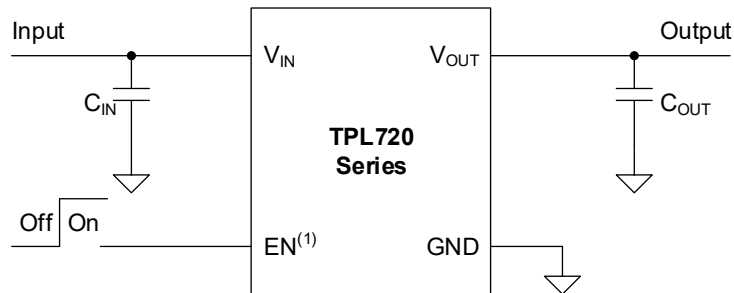 Input
Output
V_IN
V_OUT
C_IN
C_OUT
TPL720
Series
Off On
EN(1)
GND